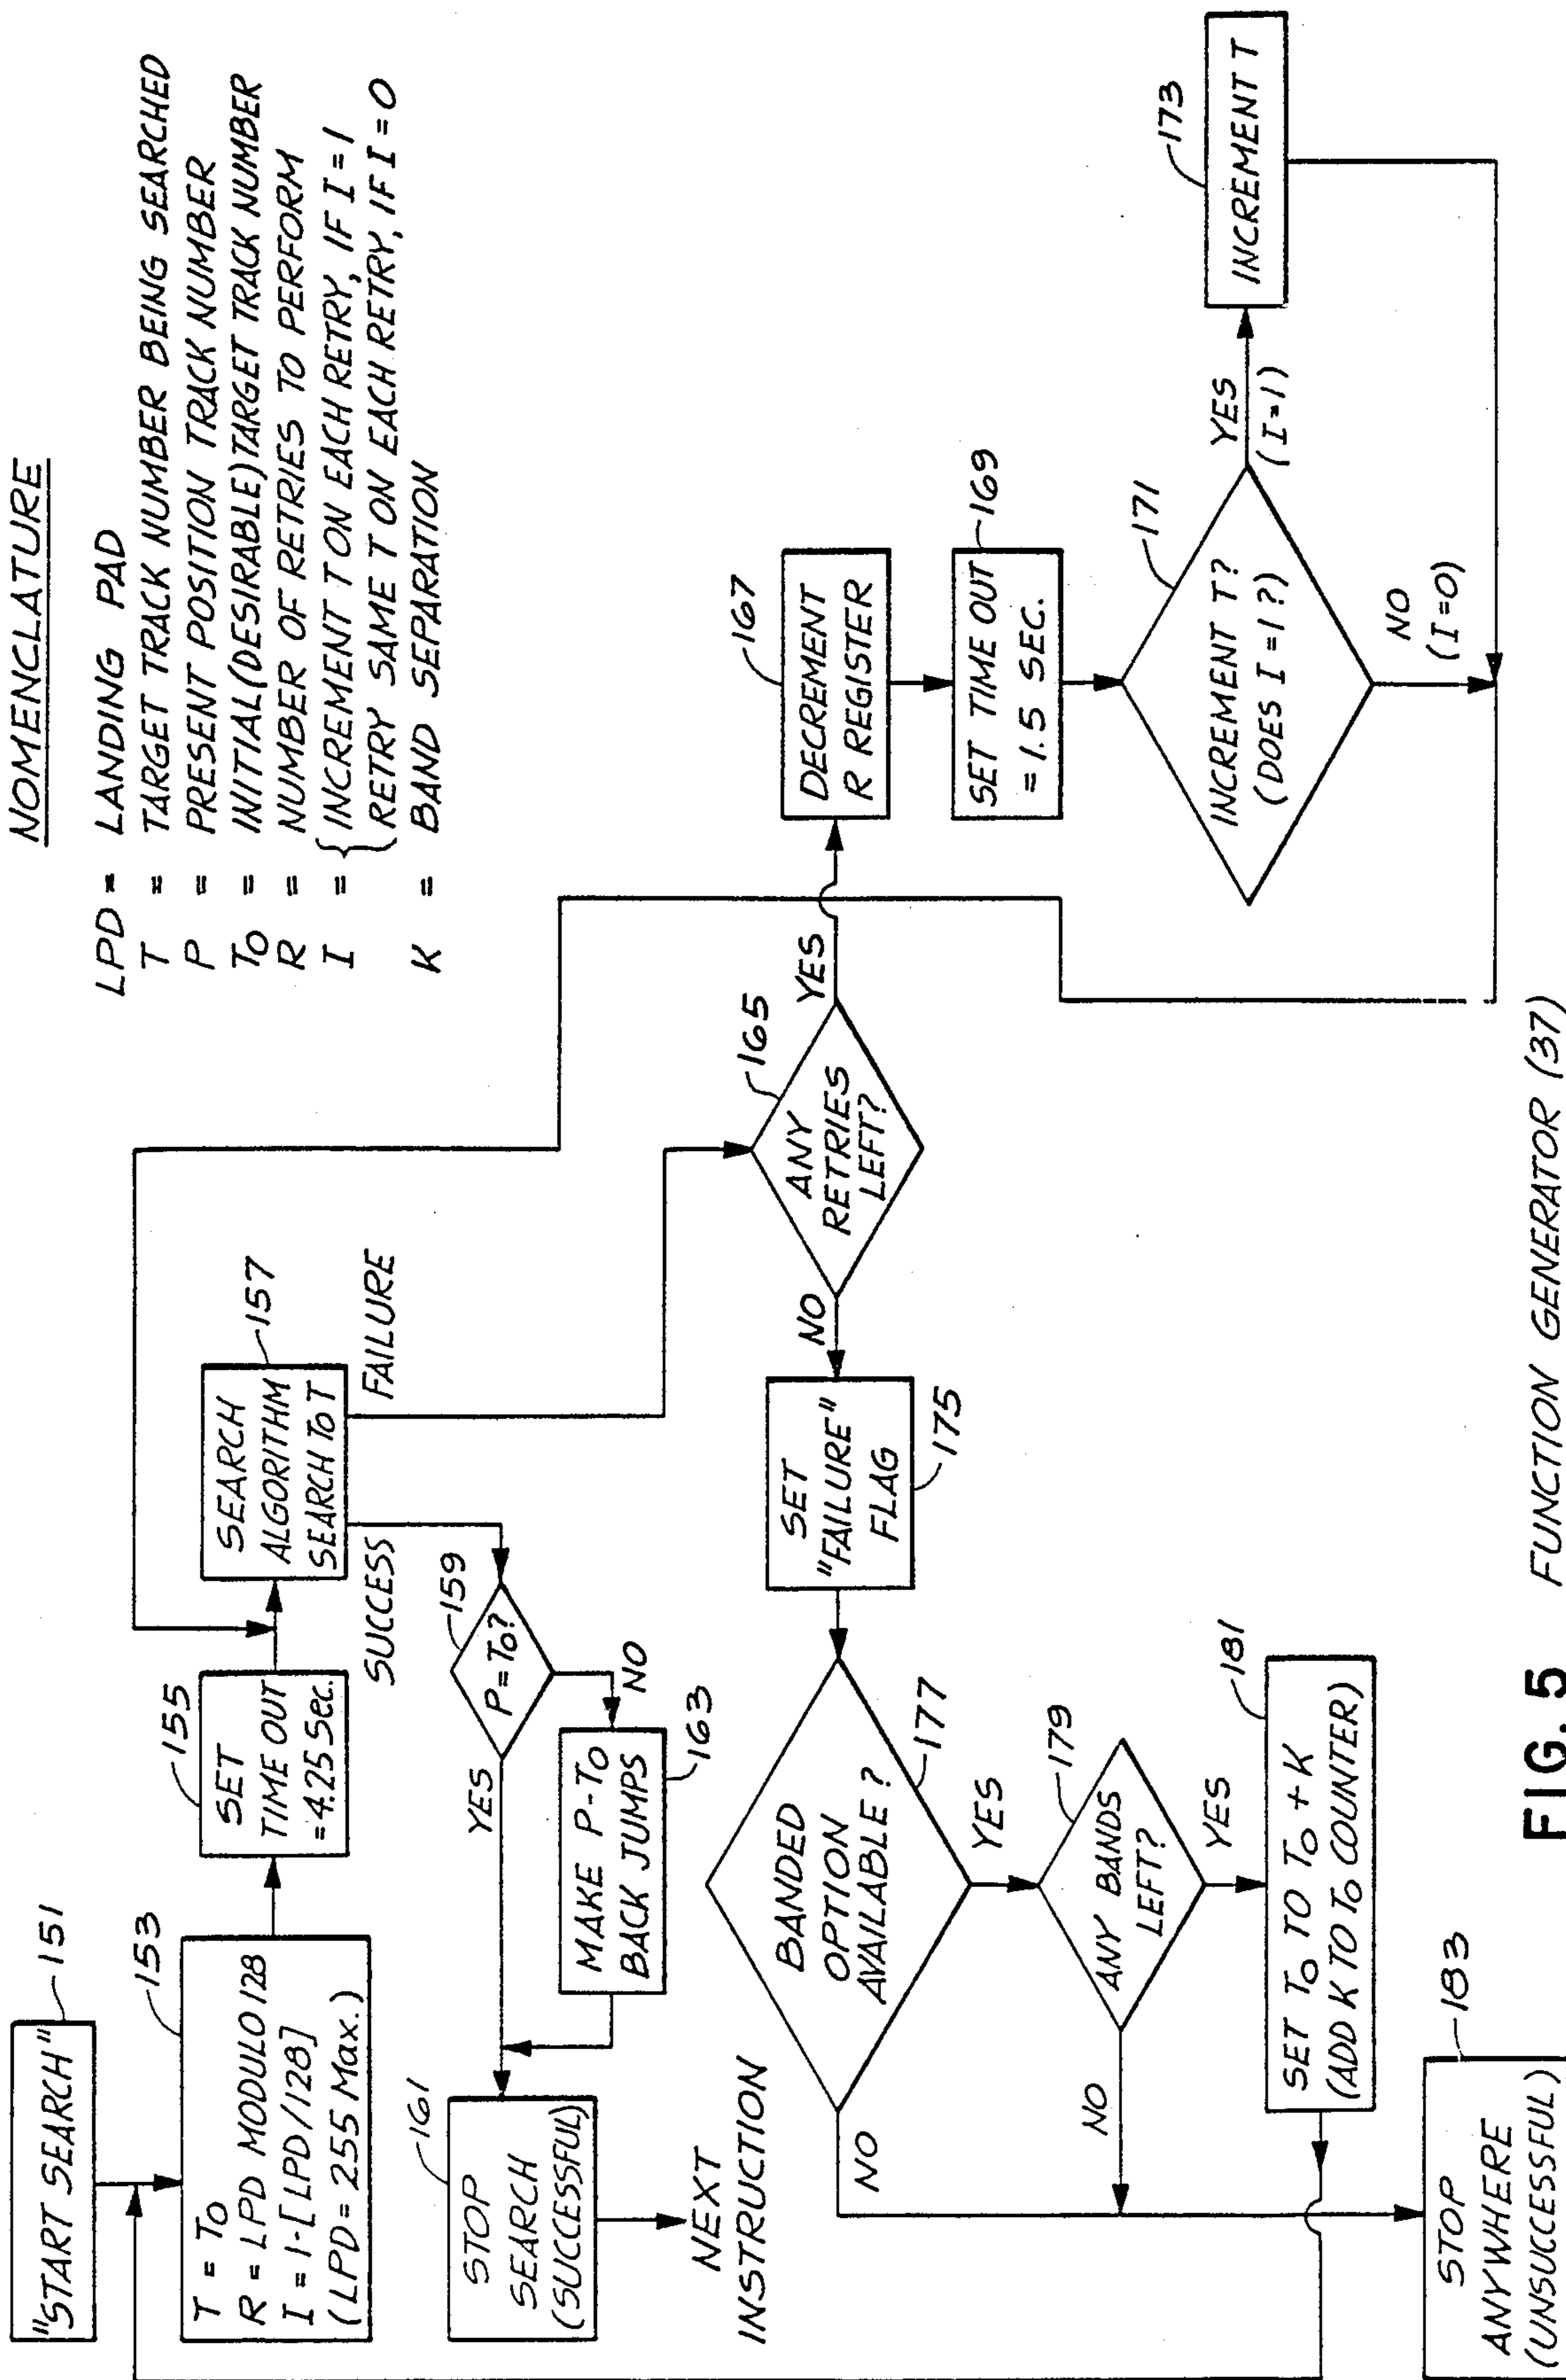 NOMENCLATURE
LPD = LANDING PAD
T = TARGET TRACK NUMBER BEING SEARCHED
P = PRESENT POSITION TRACK NUMBER
To = INITIAL (DESIRABLE) TARGET TRACK NUMBER
R = NUMBER OF RETRIES TO PERFORM
I = { INCREMENT T ON EACH RETRY, IF I = 1
RETRY SAME T ON EACH RETRY, IF I = 0
K = BAND SEPARATION
"START SEARCH"
151
T = To
R = LPD MODULO 128
I = 1-[LPD/128]
(LPD = 255 Max.)
153
SET
TIME OUT
=4.25 Sec.
155
SEARCH
ALGORITHM
SEARCH TO T
157
SUCCESS
FAILURE
P = To?
159
YES
NO
MAKE P-To
BACK JUMPS
163
STOP
SEARCH
(SUCCESSFUL)
161
NEXT
INSTRUCTION
ANY
RETRIES
LEFT?
165
YES
NO
DECREMENT
R REGISTER
167
SET TIME OUT
= 1.5 SEC.
169
INCREMENT T?
(DOES I = 1?)
171
YES
(I=1)
NO
(I=0)
INCREMENT T
173
SET
"FAILURE"
FLAG
175
BANDED
OPTION
AVAILABLE?
177
YES
NO
ANY BANDS
LEFT?
179
YES
NO
SET To TO To + K
(ADD K TO To COUNTER)
181
STOP
ANYWHERE
(UNSUCCESSFUL)
183
FIG. 5 FUNCTION GENERATOR (37)